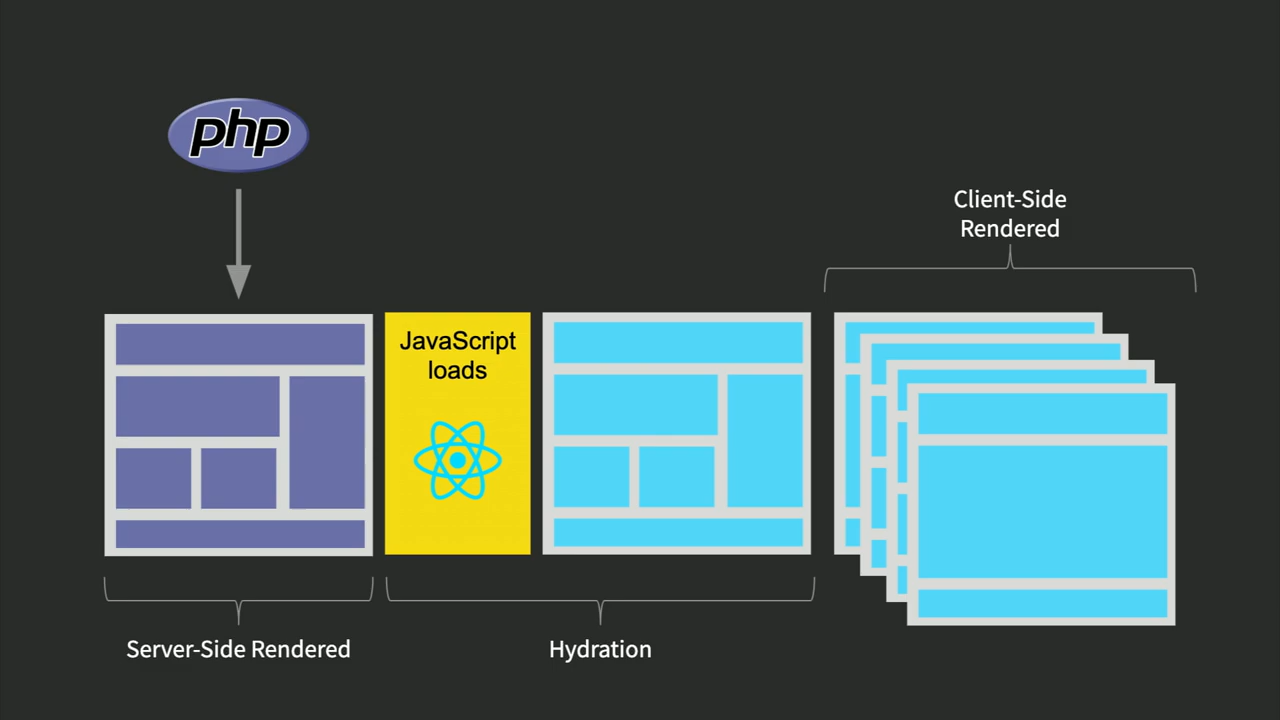 php
Client-Side
Rendered
JavaScript
loads
Server-Side Rendered
Hydration